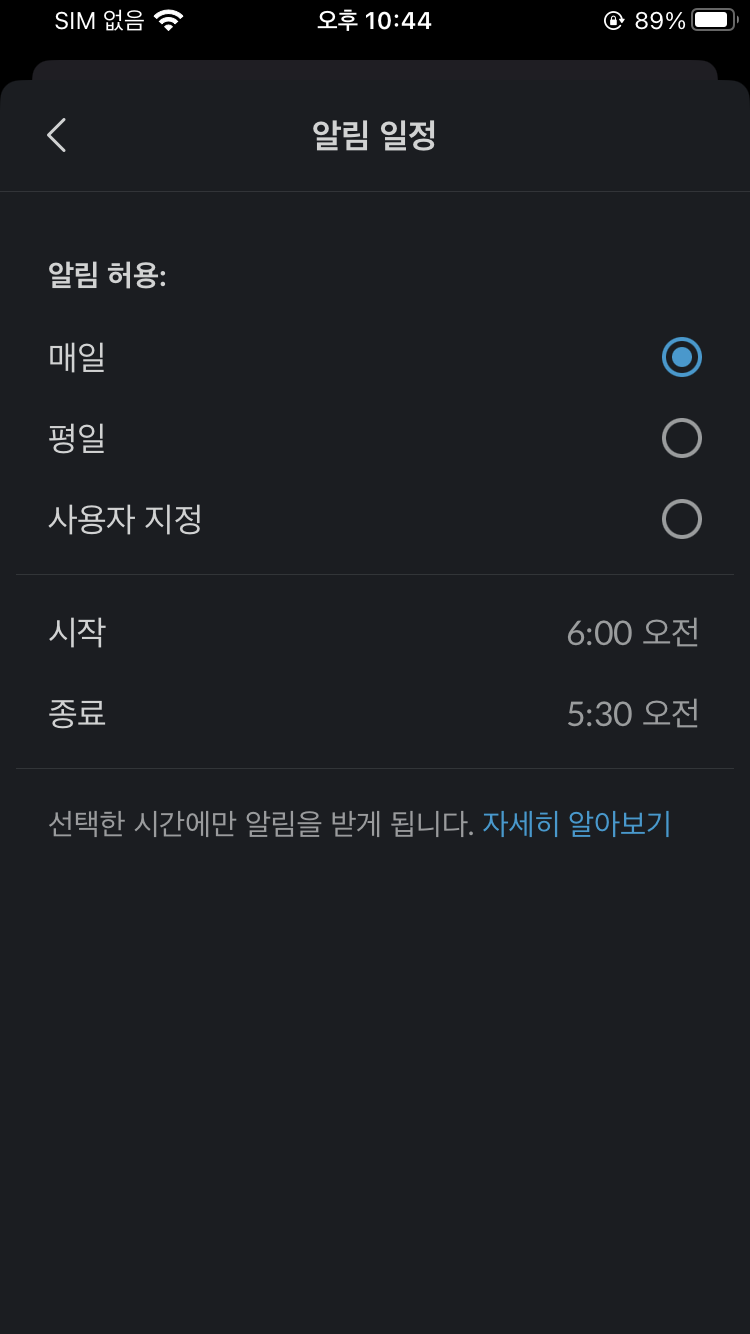 SIM 없음 오후 10:44 89%
알림 일정
알림 허용:
매일
평일
사용자 지정
시작 6:00 오전
종료 5:30 오전
선택한 시간에만 알림을 받게 됩니다. 자세히 알아보기